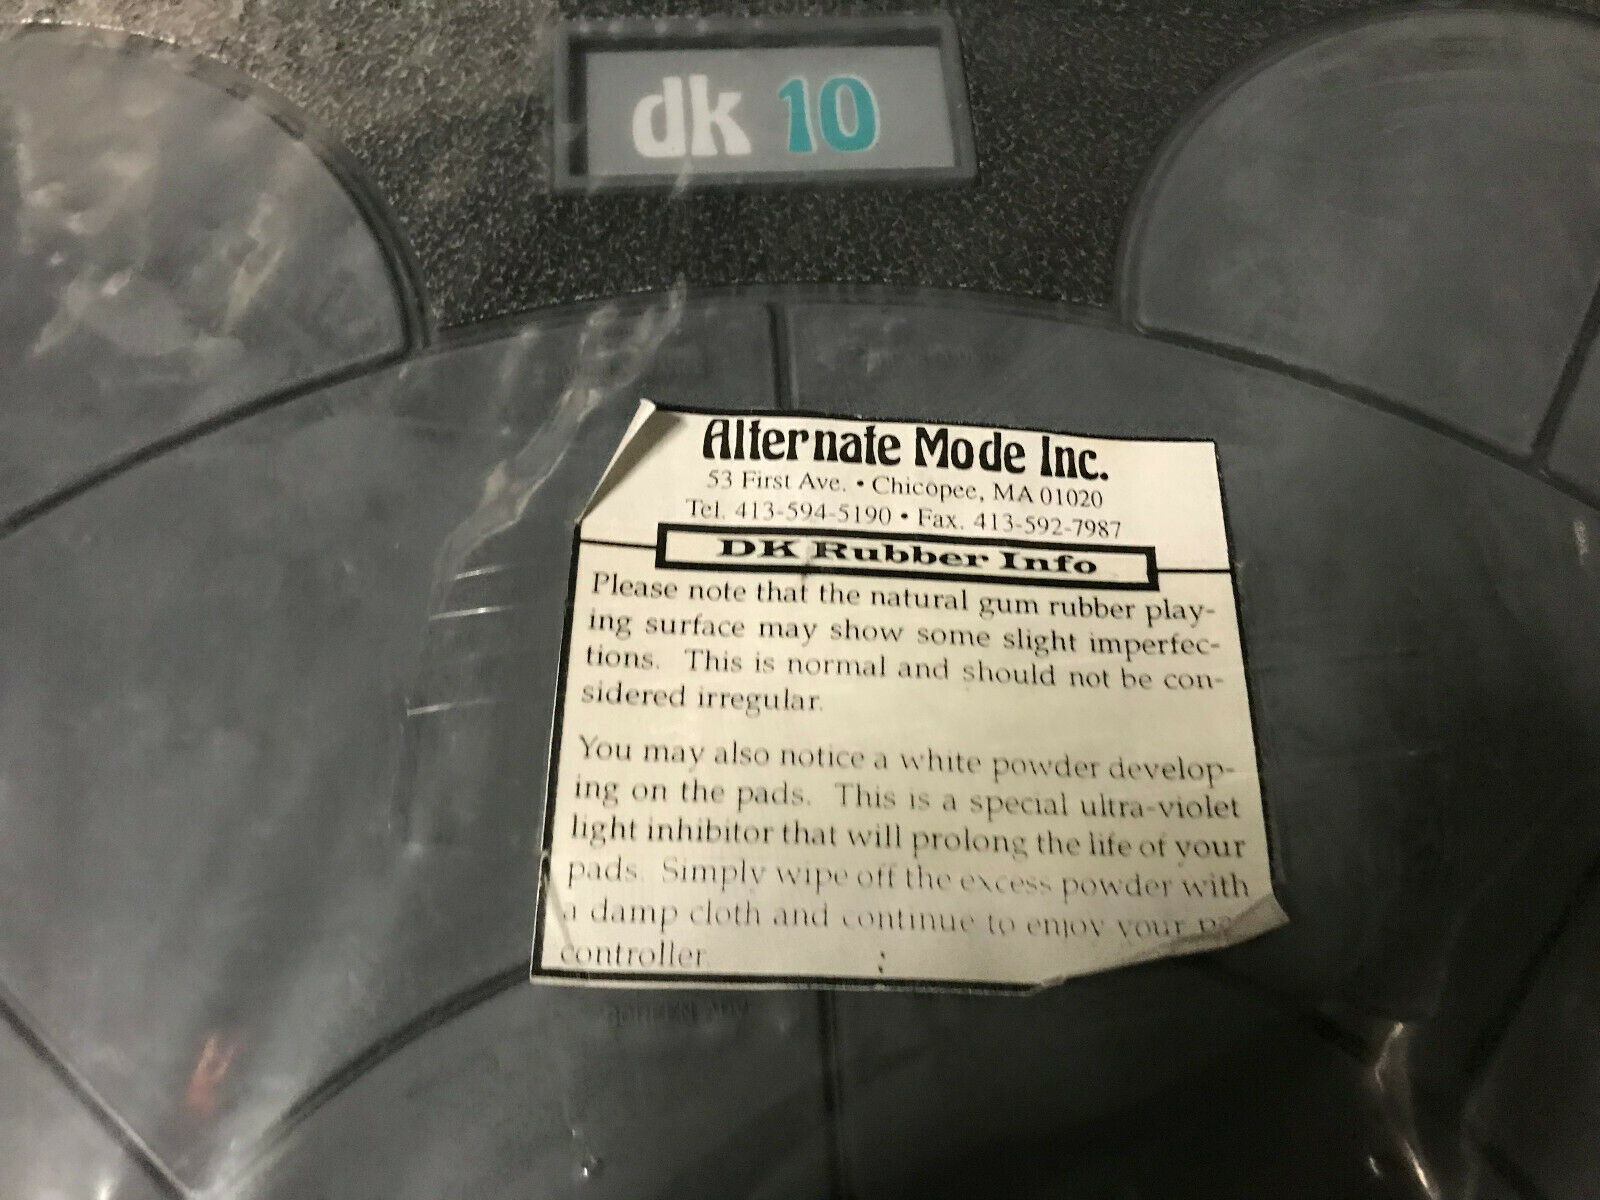 dk 10
Alternate Mode Inc.
53 First Ave. • Chicopee, MA 01020
Tel. 413-594-5190 • Fax. 413-592-7987
DK Rubber Info
Please note that the natural gum rubber play-
ing surface may show some slight imperfec-
tions. This is normal and should not be con-
sidered irregular.
You may also notice a white powder develop-
ing on the pads. This is a special ultra-violet
light inhibitor that will prolong the life of your
pads. Simply wipe off the excess powder with
a damp cloth and continue to enjoy your
controller.